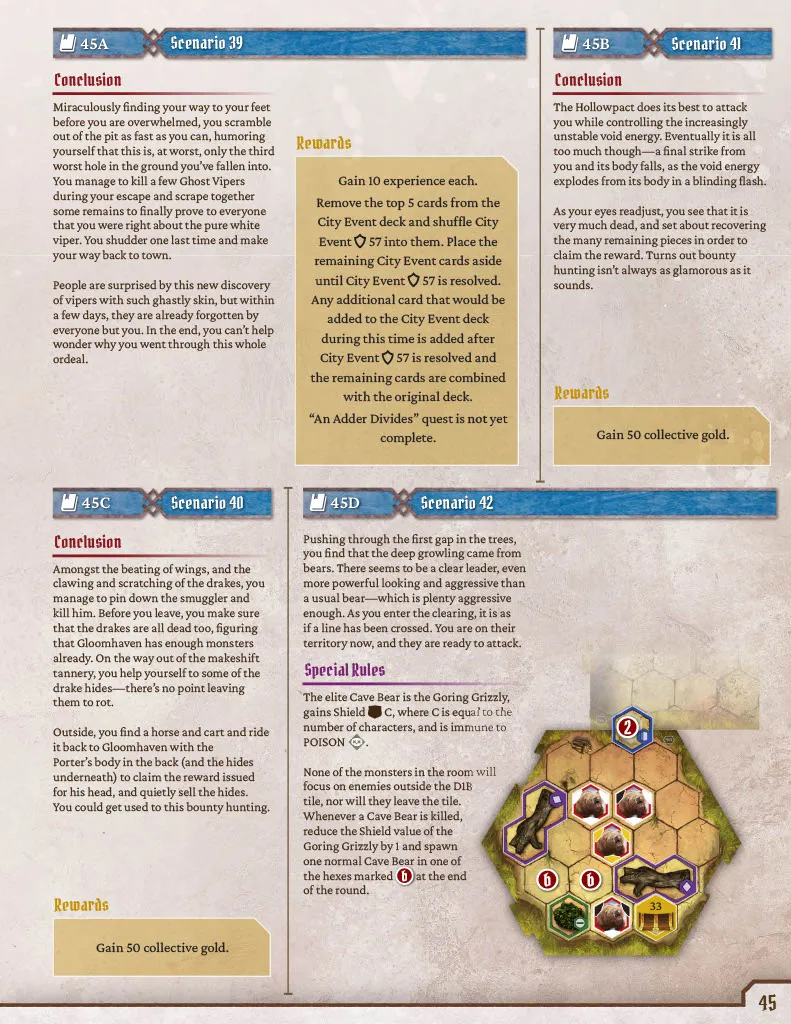 45A
Scenario 39
Conclusion
Miraculously finding your way to your feet
before you are overwhelmed, you scramble
out of the pit as fast as you can, humoring
yourself that this is, at worst, only the third
worst hole in the ground you've fallen into.
You manage to kill a few Ghost Vipers
during your escape and scrape together
some remains to finally prove to everyone
that you were right about the pure white
viper. You shudder one last time and make
your way back to town.
People are surprised by this new discovery
of vipers with such ghastly skin, but within
a few days, they are already forgotten by
everyone but you. In the end, you can't help
wonder why you went through this whole
ordeal.
Rewards
Gain 10 experience each.
Remove the top 5 cards from the
City Event deck and shuffle City
Event 57 into them. Place the
remaining City Event cards aside
until City Event 57 is resolved.
Any additional card that would be
added to the City Event deck
during this time is added after
City Event 57 is resolved and
the remaining cards are combined
with the original deck.
“An Adder Divides” quest is not yet
complete.
45B
Scenario 41
Conclusion
The Hollowpact does its best to attack
you while controlling the increasingly
unstable void energy. Eventually it is all
too much though—a final strike from
you and its body falls, as the void energy
explodes from its body in a blinding flash.
As your eyes readjust, you see that it is
very much dead, and set about recovering
the many remaining pieces in order to
claim the reward. Turns out bounty
hunting isn't always as glamorous as it
sounds.
Rewards
Gain 50 collective gold.
45C
Scenario 40
Conclusion
Amongst the beating of wings, and the
clawing and scratching of the drakes, you
manage to pin down the smuggler and
kill him. Before you leave, you make sure
that the drakes are all dead too, figuring
that Gloomhaven has enough monsters
already. On the way out of the makeshift
tannery, you help yourself to some of the
drake hides—there's no point leaving
them to rot.
Outside, you find a horse and cart and ride
it back to Gloomhaven with the
Porter's body in the back (and the hides
underneath) to claim the reward issued
for his head, and quietly sell the hides.
You could get used to this bounty hunting.
Rewards
Gain 50 collective gold.
45D
Scenario 42
Pushing through the first gap in the trees,
you find that the deep growling came from
bears. There seems to be a clear leader, even
more powerful looking and aggressive than
a usual bear—which is plenty aggressive
enough. As you enter the clearing, it is as
if a line has been crossed. You are on their
territory now, and they are ready to attack.
Special Rules
The elite Cave Bear is the Goring Grizzly,
gains Shield C, where C is equal to the
number of characters, and is immune to
POISON.
None of the monsters in the room will
focus on enemies outside the D1B
tile, nor will they leave the tile.
Whenever a Cave Bear is killed,
reduce the Shield value of the
Goring Grizzly by 1 and spawn
one normal Cave Bear in one of
the hexes marked 6 at the end
of the round.
2
6
6
33
45